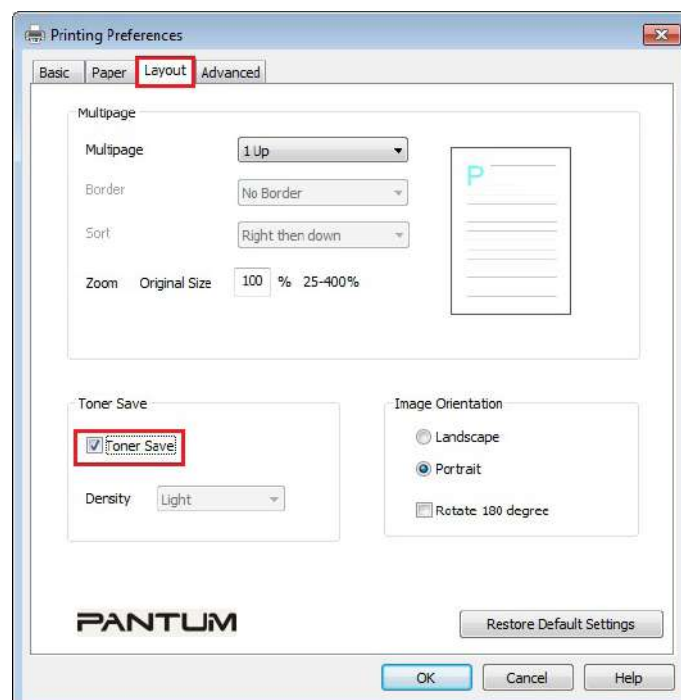 Printing Preferences
Basic Paper Layout Advanced
Multipage
Multipage 1 Up
Border No Border
Sort Right then down
Zoom Original Size 100 % 25-400%
P
Toner Save
Toner Save
Density Light
Image Orientation
Landscape
Portrait
Rotate 180 degree
PANTUM
Restore Default Settings
OK Cancel Help